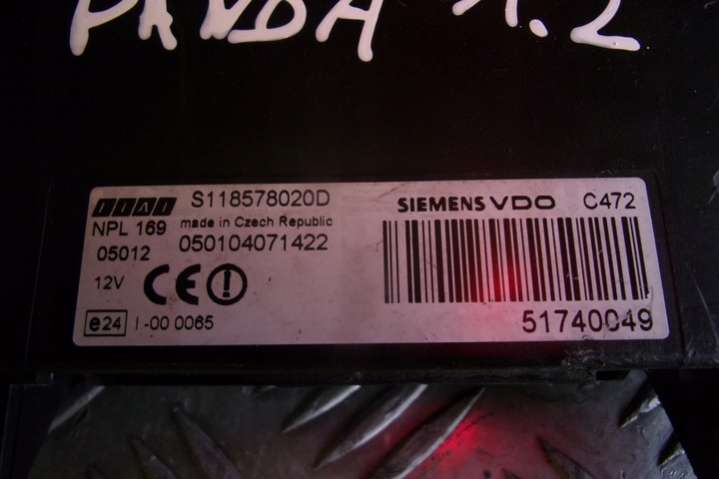 PANDA 1.2
FIAT S118578020D SIEMENS VDO C472
NPL 169 made in Czech Republic
05012 050104071422
12V CE
e24 I-00 0065 51740049